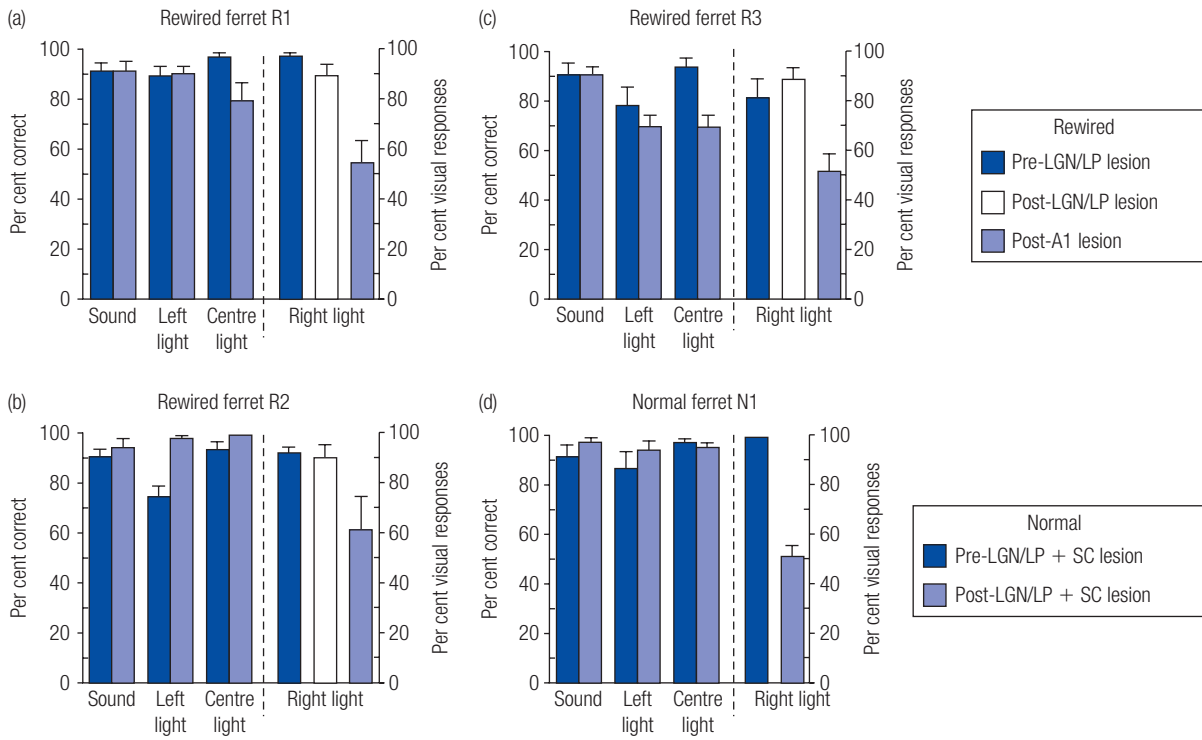 (a)
Rewired ferret R1
Per cent correct
100
80
60
40
20
0
Per cent visual responses
100
80
60
40
20
0
Sound
Left light
Centre light
Right light
(c)
Rewired ferret R3
Per cent correct
100
80
60
40
20
0
Per cent visual responses
100
80
60
40
20
0
Sound
Left light
Centre light
Right light
Rewired
Pre-LGN/LP lesion
Post-LGN/LP lesion
Post-A1 lesion
(b)
Rewired ferret R2
Per cent correct
100
80
60
40
20
0
Per cent visual responses
100
80
60
40
20
0
Sound
Left light
Centre light
Right light
(d)
Normal ferret N1
Per cent correct
100
80
60
40
20
0
Per cent visual responses
100
80
60
40
20
0
Sound
Left light
Centre light
Right light
Normal
Pre-LGN/LP + SC lesion
Post-LGN/LP + SC lesion